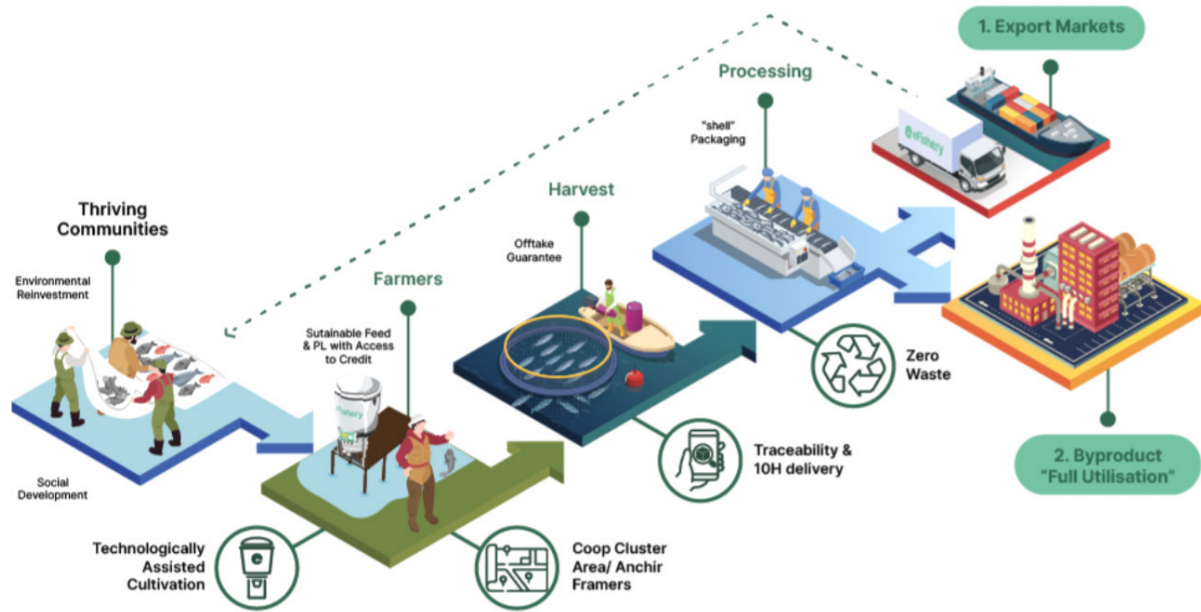 1. Export Markets
Processing
"shell"
Packaging
eFishery
Harvest
Offtake
Guarantee
Thriving
Communities
Environmental
Reinvestment
Farmers
Sutainable Feed
& PL with Access
to Credit
eFishery
Zero
Waste
Traceability &
10H delivery
2. Byproduct
"Full Utilisation"
Social
Development
Technologically
Assisted
Cultivation
Coop Cluster
Area/ Anchir
Framers